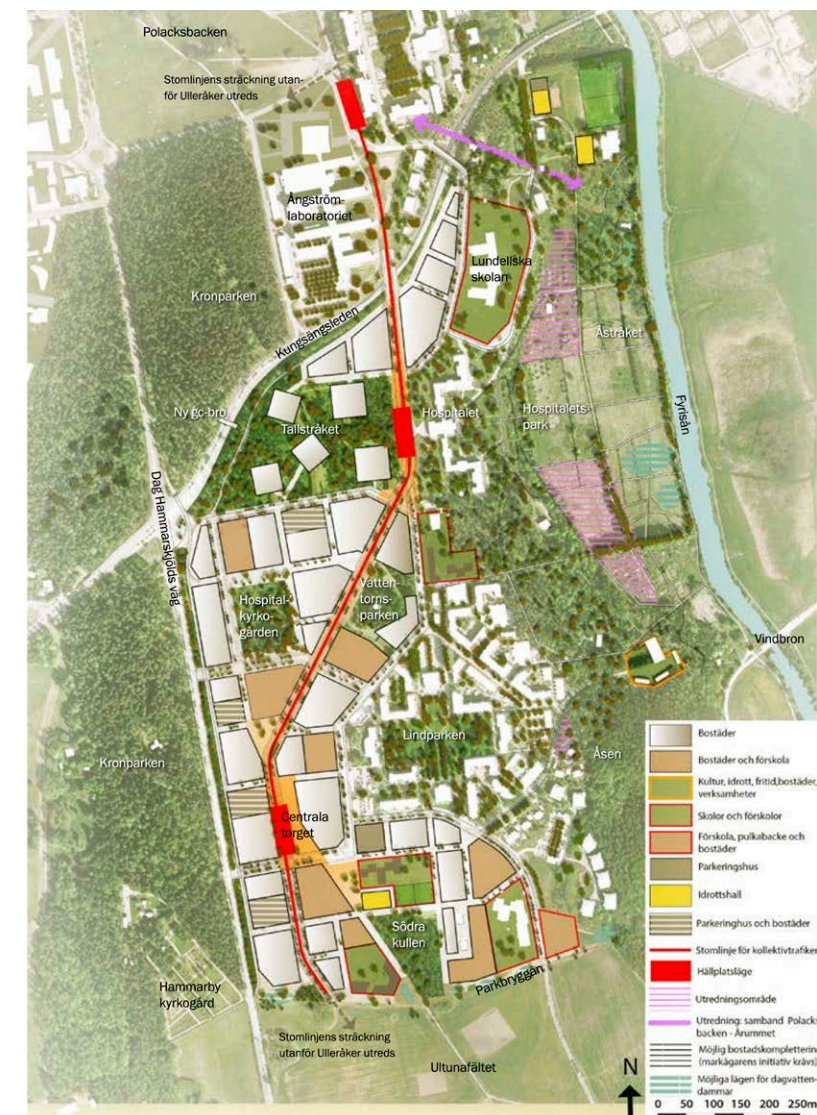 Polacksbacken
Stomlinjens sträckning utan-
för Ulleråker utreds
Ångström-
laboratoriet
Lundellska
skolan
Kronparken
Kungsängsleden
Åstråket
Ny gc-bro
Tallstråket
Hospitalet
Hospitalets-
park
Fyrisån
Dag Hammarskjölds väg
Hospital-
kyrko-
gården
Vatten-
torns-
parken
Vindbron
Lindparken
Åsen
Kronparken
Centrala
torget
Södra
kullen
Hammarby
kyrkogård
Parkbryggan
Stomlinjens sträckning
utanför Ulleråker utreds
Ultunafältet
Bostäder
Bostäder och förskola
Kultur, idrott, fritid,bostäder,
verksamheter
Skolor och förskolor
Förskola, pulkabacke och
bostäder
Parkeringshus
Idrottshall
Parkeringhus och bostäder
Stomlinje för kollektivtrafiken
Hållplatsläge
Utredningsområde
Utredning: samband Polacks
backen - Årummet
Möjlig bostadskomplettering
(markägarens initiativ krävs)
Möjliga lägen för dagvatten-
dammar
N
0 50 100 150 200 250m